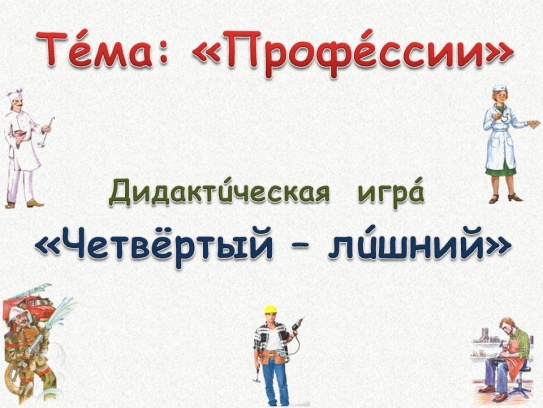 Те́ма: «Профе́ссии»
Дидакти́ческая игра́
«Четвёртый – ли́шний»